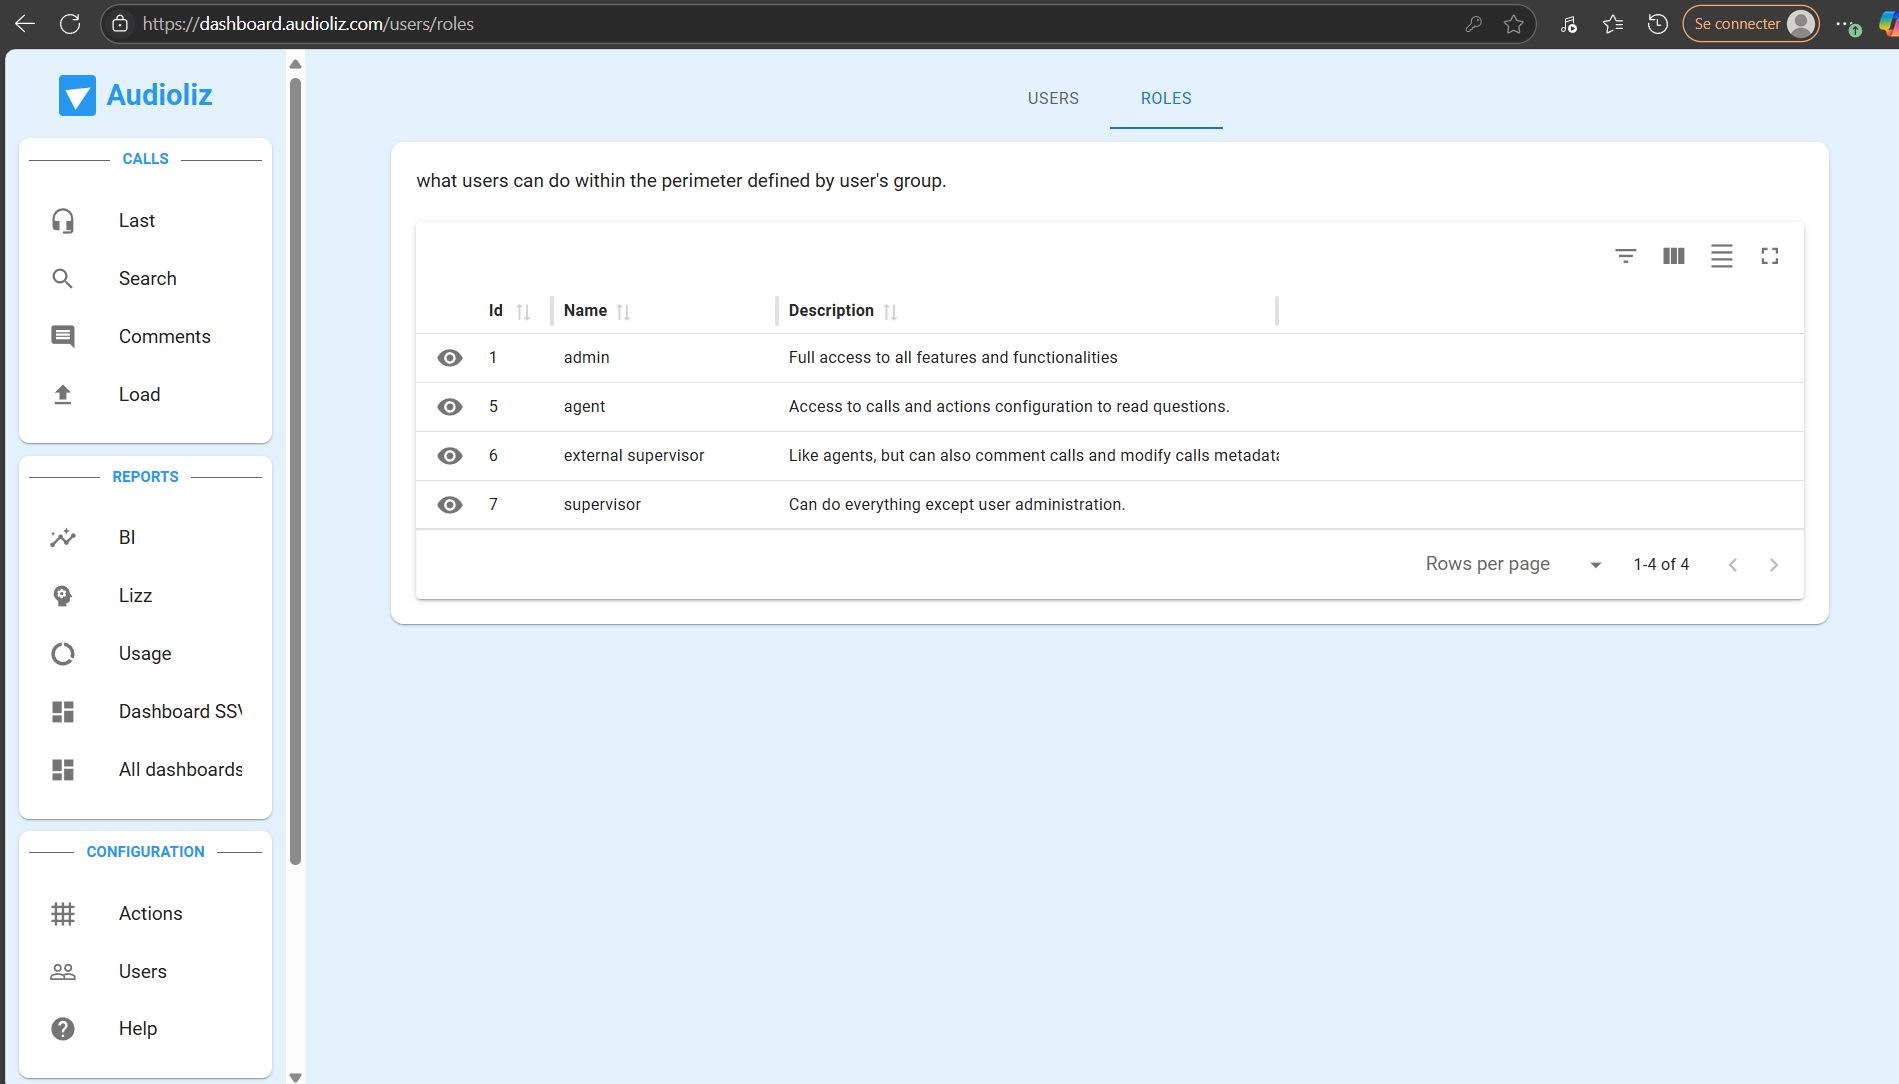 https://dashboard.audioliz.com/users/roles
Se connecter
Audioliz
CALLS
Last
Search
Comments
Load
REPORTS
BI
Lizz
Usage
Dashboard SSV
All dashboards
CONFIGURATION
Actions
Users
Help
USERS ROLES
what users can do within the perimeter defined by user's group.
Id Name Description
1 admin Full access to all features and functionalities
5 agent Access to calls and actions configuration to read questions.
6 external supervisor Like agents, but can also comment calls and modify calls metadata
7 supervisor Can do everything except user administration.
Rows per page 1-4 of 4